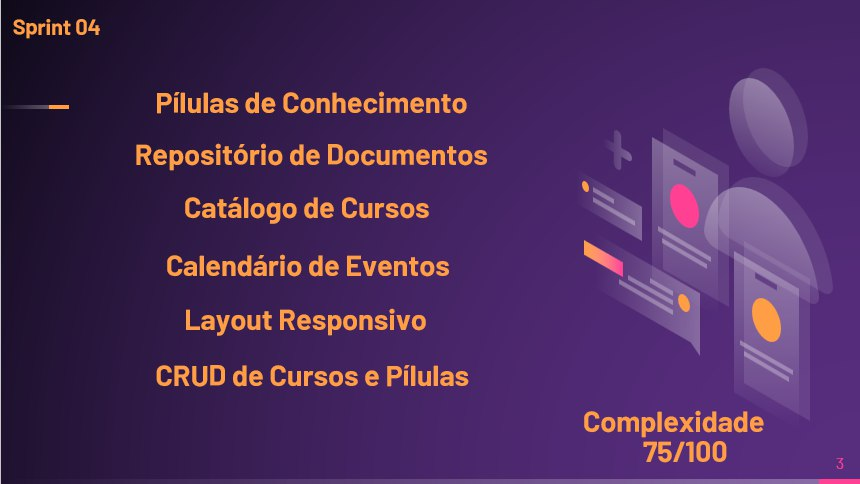 Sprint 04
Pílulas de Conhecimento
Repositório de Documentos
Catálogo de Cursos
Calendário de Eventos
Layout Responsivo
CRUD de Cursos e Pílulas
Complexidade
75/100
3